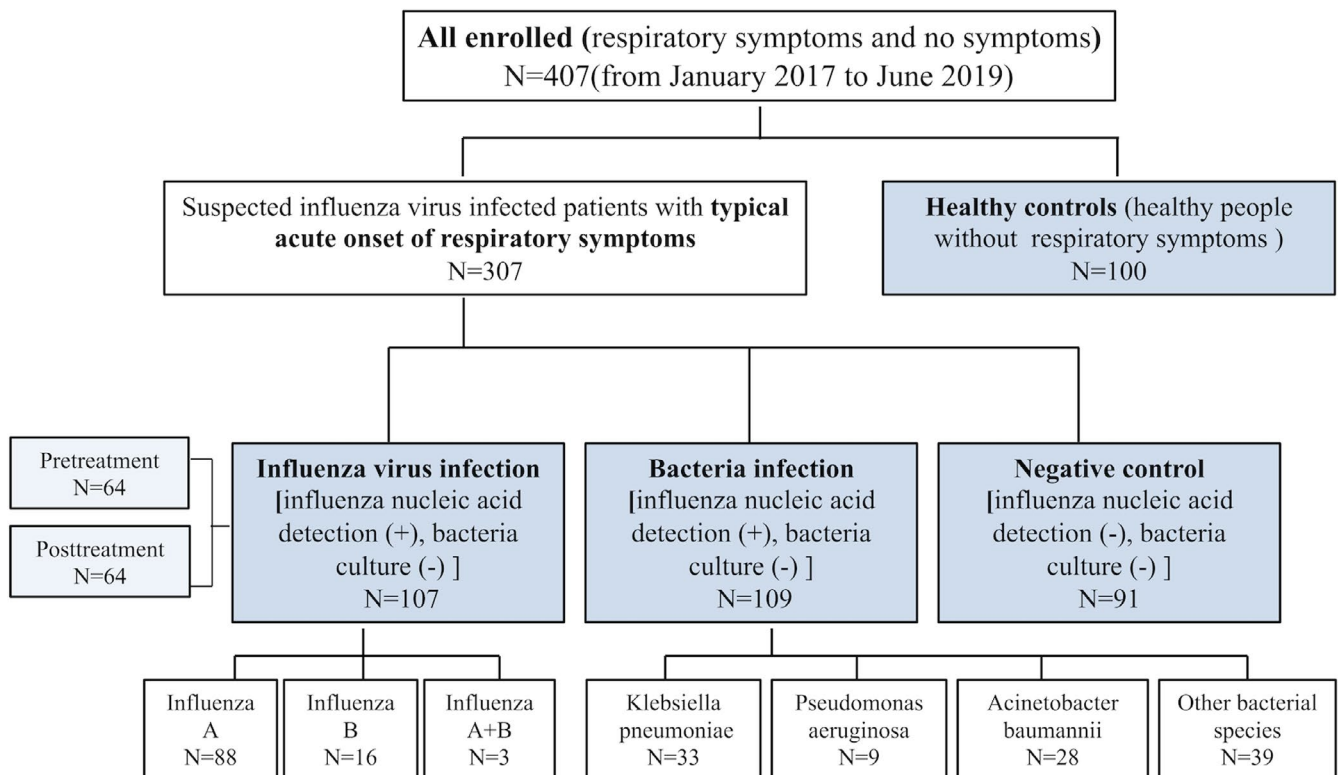 All enrolled (respiratory symptoms and no symptoms)
N=407(from January 2017 to June 2019)
Suspected influenza virus infected patients with typical
acute onset of respiratory symptoms
N=307
Healthy controls (healthy people
without respiratory symptoms )
N=100
Pretreatment
N=64
Posttreatment
N=64
Influenza virus infection
[influenza nucleic acid
detection (+), bacteria
culture (-) ]
N=107
Bacteria infection
[influenza nucleic acid
detection (+), bacteria
culture (-) ]
N=109
Negative control
[influenza nucleic acid
detection (-), bacteria
culture (-) ]
N=91
Influenza
A
N=88
Influenza
B
N=16
Influenza
A+B
N=3
Klebsiella
pneumoniae
N=33
Pseudomonas
aeruginosa
N=9
Acinetobacter
baumannii
N=28
Other bacterial
species
N=39